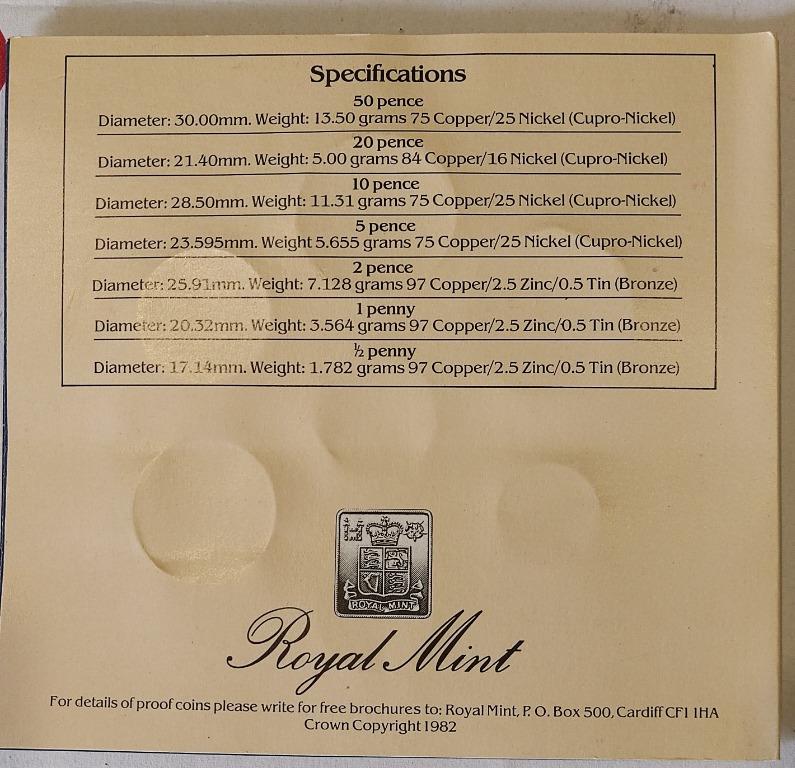 Specifications
50 pence
Diameter: 30.00mm. Weight: 13.50 grams 75 Copper/25 Nickel (Cupro-Nickel)
20 pence
Diameter: 21.40mm. Weight: 5.00 grams 84 Copper/16 Nickel (Cupro-Nickel)
10 pence
Diameter: 28.50mm. Weight: 11.31 grams 75 Copper/25 Nickel (Cupro-Nickel)
5 pence
Diameter: 23.595mm. Weight 5.655 grams 75 Copper/25 Nickel (Cupro-Nickel)
2 pence
Diameter: 25.91mm. Weight: 7.128 grams 97 Copper/2.5 Zinc/0.5 Tin (Bronze)
1 penny
Diameter: 20.32mm. Weight: 3.564 grams 97 Copper/2.5 Zinc/0.5 Tin (Bronze)
½ penny
Diameter: 17.14mm. Weight: 1.782 grams 97 Copper/2.5 Zinc/0.5 Tin (Bronze)
ROYAL MINT
Royal Mint
For details of proof coins please write for free brochures to: Royal Mint, P. O. Box 500, Cardiff CF1 1HA
Crown Copyright 1982